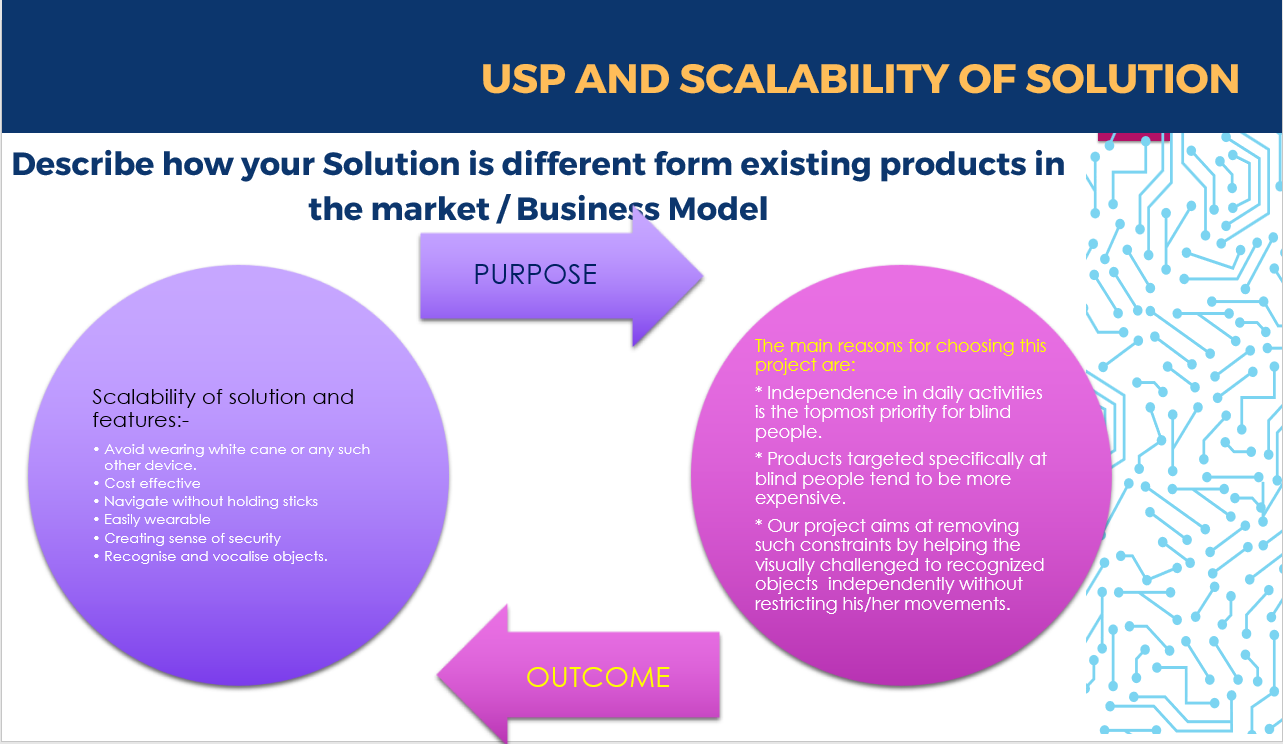 USP AND SCALABILITY OF SOLUTION
Describe how your Solution is different form existing products in
the market / Business Model
PURPOSE
Scalability of solution and
features:-
• Avoid wearing white cane or any such
other device.
• Cost effective
• Navigate without holding sticks
• Easily wearable
• Creating sense of security
• Recognise and vocalise objects.
The main reasons for choosing this
project are:
* Independence in daily activities
is the topmost priority for blind
people.
* Products targeted specifically at
blind people tend to be more
expensive.
* Our project aims at removing
such constraints by helping the
visually challenged to recognized
objects  independently without
restricting his/her movements.
OUTCOME